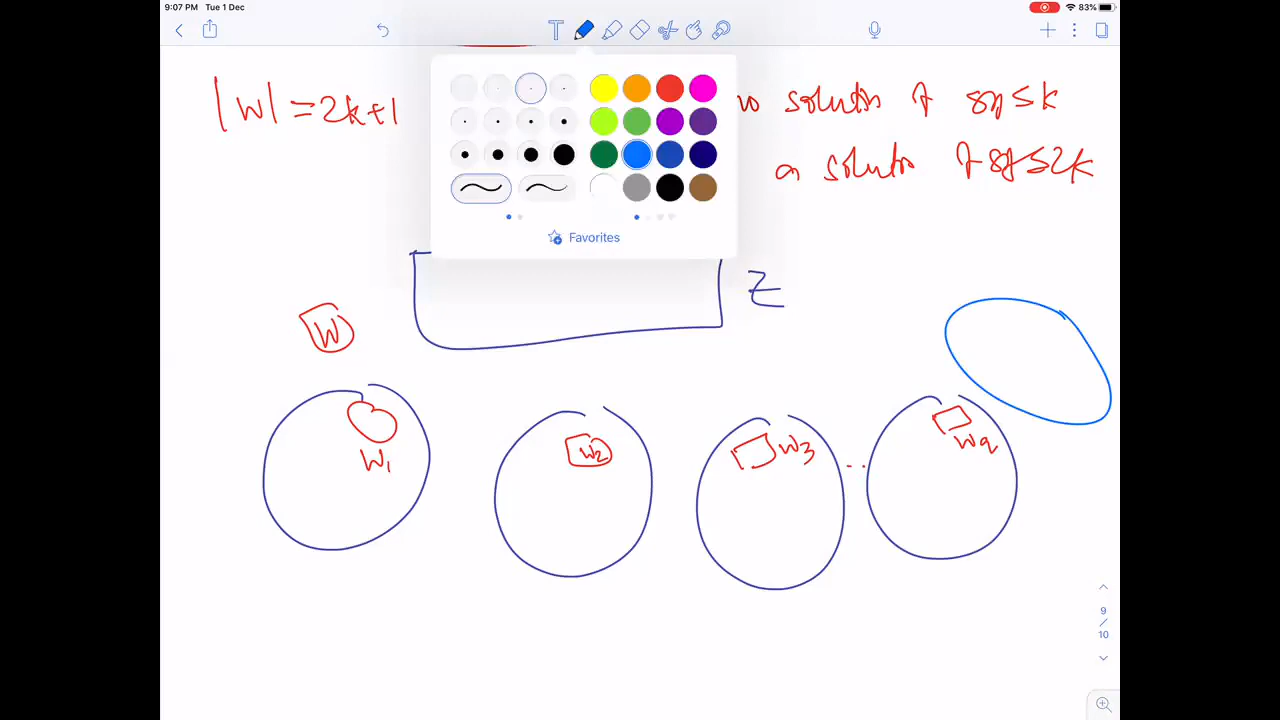 9:07 PM Tue 1 Dec
83%
|W| = 2k+1
no solution of size ≤ k
a solution of size ≤ 2k
Favorites
Z
W
W1
W2
W3
..
Wq
9
/
10